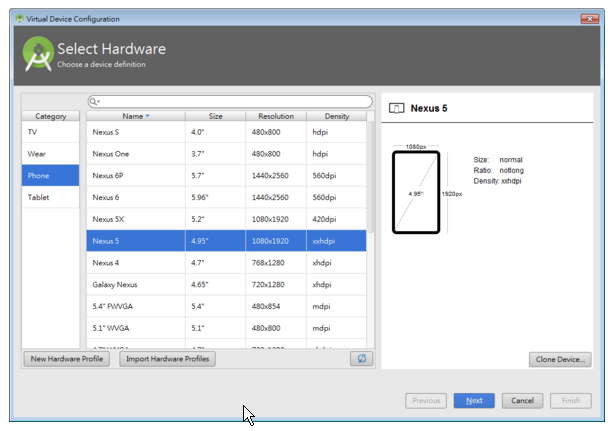 Virtual Device Configuration
Select Hardware
Choose a device definition
Category Name Size Resolution Density
TV
Wear
Phone
Tablet
Nexus S 4.0" 480x800 hdpi
Nexus One 3.7" 480x800 hdpi
Nexus 6P 5.7" 1440x2560 560dpi
Nexus 6 5.96" 1440x2560 560dpi
Nexus 5X 5.2" 1080x1920 420dpi
Nexus 5 4.95" 1080x1920 xxhdpi
Nexus 4 4.7" 768x1280 xhdpi
Galaxy Nexus 4.65" 720x1280 xhdpi
5.4" FWVGA 5.4" 480x854 mdpi
5.1" WVGA 5.1" 480x800 mdpi
New Hardware Profile Import Hardware Profiles
Nexus 5
1080px
4.95" 1920px
Size: normal
Ratio: notlong
Density: xxhdpi
Clone Device...
Previous Next Cancel Finish